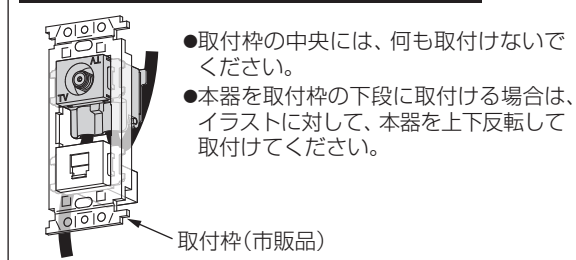 TV
TV
●取付枠の中央には、何も取付けないで
ください。
●本器を取付枠の下段に取付ける場合は、
イラストに対して、本器を上下反転して
取付けてください。
取付枠(市販品)